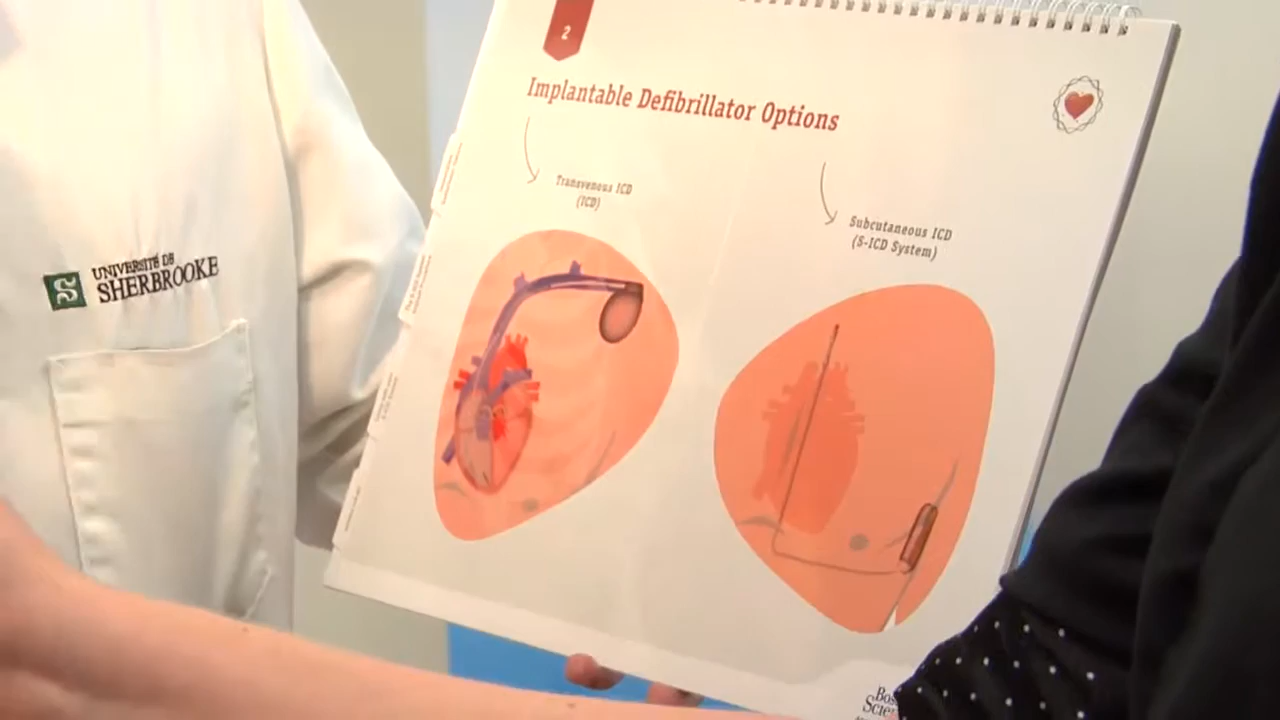 2
Implantable Defibrillator Options
Transvenous ICD
(ICD)
Subcutaneous ICD
(S-ICD System)
UNIVERSITÉ DE
SHERBROOKE
S